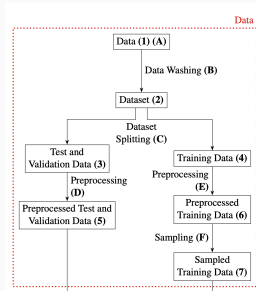 Data
Data (1) (A)
Data Washing (B)
Dataset (2)
Dataset
Splitting (C)
Test and
Validation Data (3)
Training Data (4)
Preprocessing
(D)
Preprocessing
(E)
Preprocessed Test and
Validation Data (5)
Preprocessed
Training Data (6)
Sampling (F)
Sampled
Training Data (7)